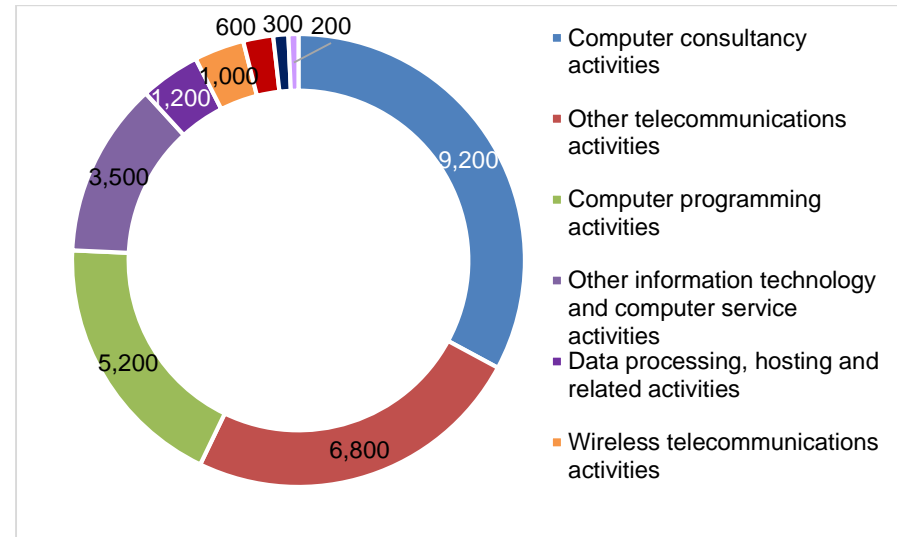 600
300
200
1,000
1,200
9,200
3,500
5,200
6,800
Computer consultancy
activities
Other telecommunications
activities
Computer programming
activities
Other information technology
and computer service
activities
Data processing, hosting and
related activities
Wireless telecommunications
activities